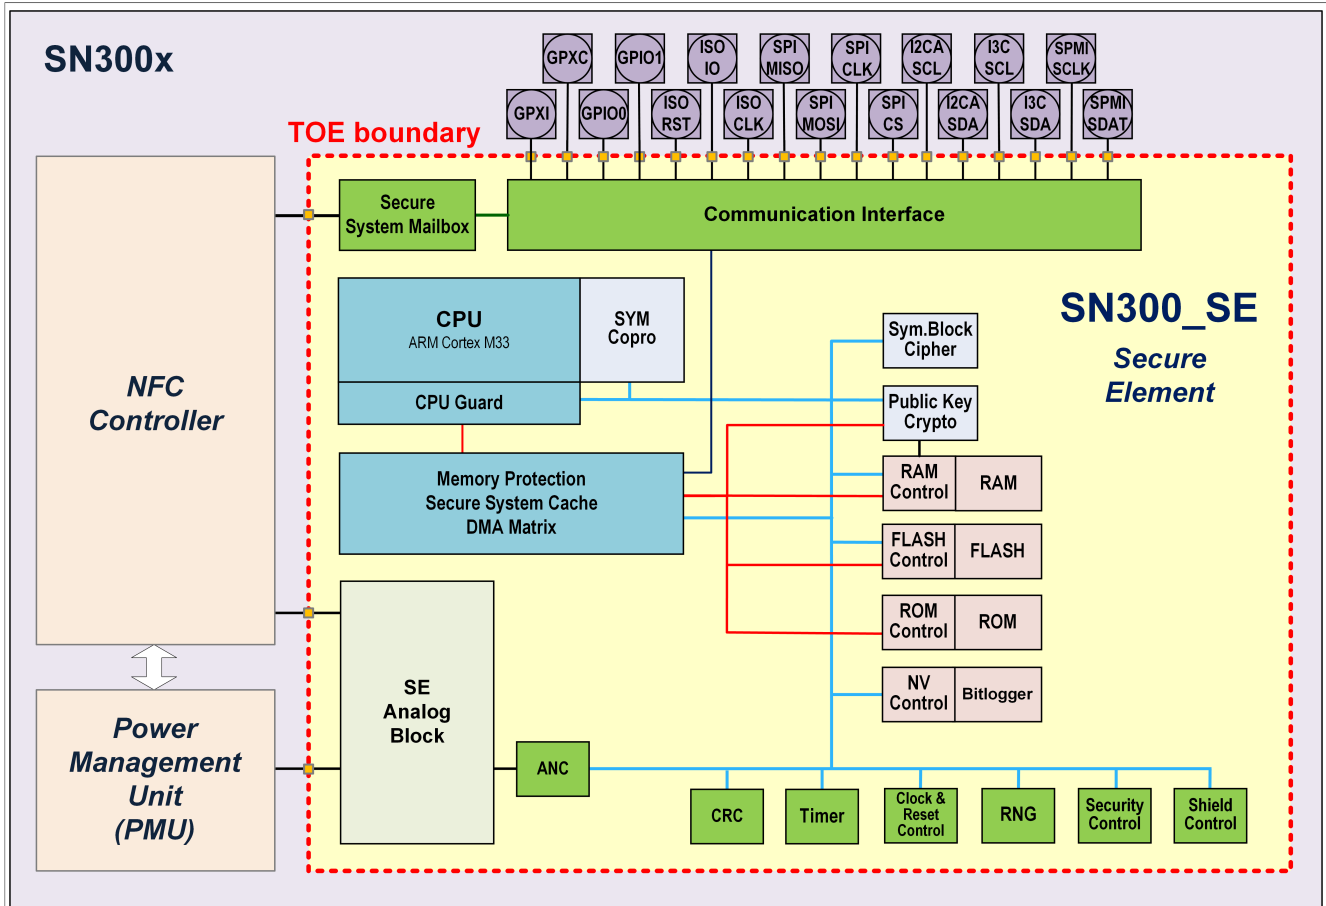 SN300x
GPXC
GPIO1
ISO
IO
SPI
MISO
SPI
CLK
I2CA
SCL
I3C
SCL
SPMI
SCLK
GPXI
GPIO0
ISO
RST
ISO
CLK
SPI
MOSI
SPI
CS
I2CA
SDA
I3C
SDA
SPMI
SDAT
TOE boundary
Secure
System Mailbox
Communication Interface
NFC
Controller
CPU
ARM Cortex M33
SYM
Copro
CPU Guard
SN300_SE
Secure
Element
Sym.Block
Cipher
Public Key
Crypto
Memory Protection
Secure System Cache
DMA Matrix
RAM
Control
RAM
FLASH
Control
FLASH
ROM
Control
ROM
NV
Control
Bitlogger
SE
Analog
Block
Power
Management
Unit
(PMU)
ANC
CRC
Timer
Clock &
Reset
Control
RNG
Security
Control
Shield
Control